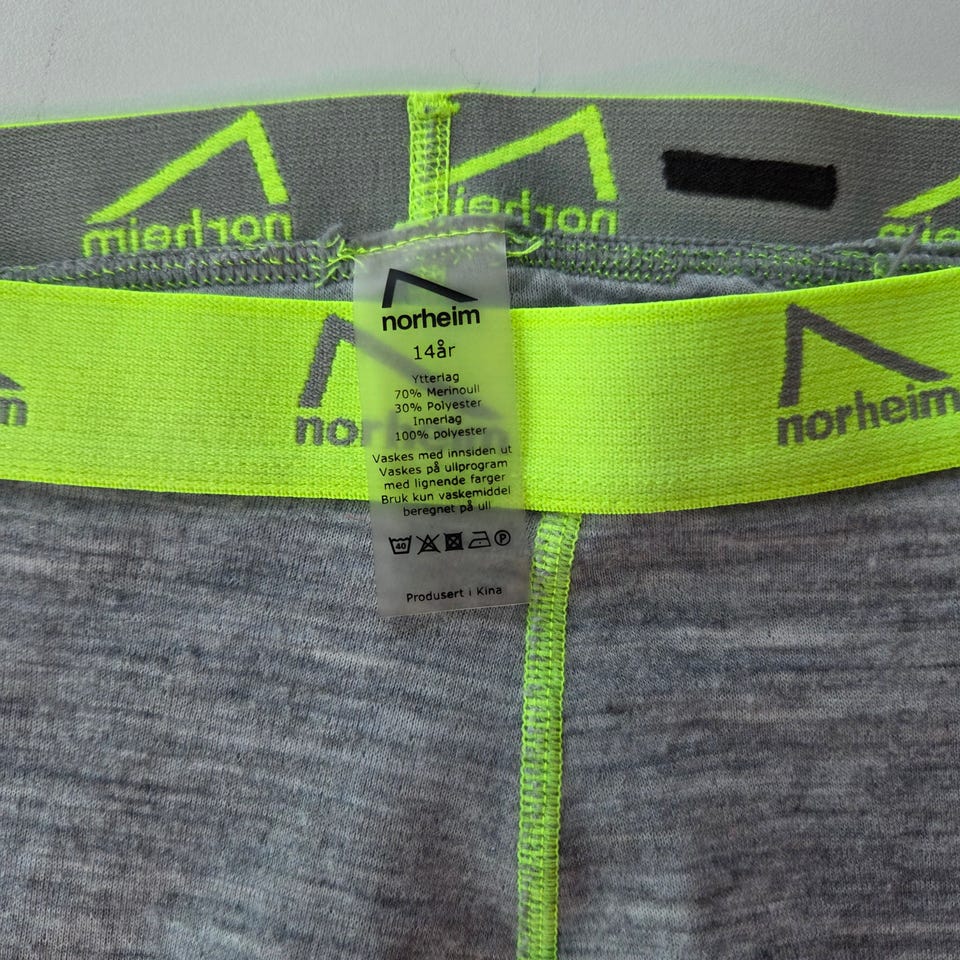 norheim
norheim
norheim
14år
Ytterlag
70% Merinoull
30% Polyester
Innerlag
100% polyester
Vaskes med innsiden ut
Vaskes på ullprogram
med lignende farger
Bruk kun vaskemiddel
beregnet på ull
40
P
Produsert i Kina
norheim
norheim